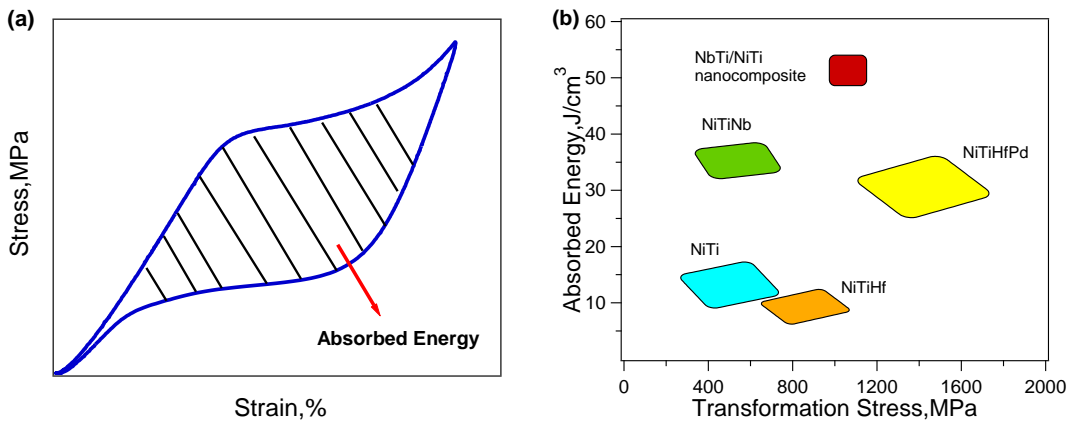 (a)
Stress,MPa
Absorbed Energy
Strain,%
(b)
Absorbed Energy,J/cm³
60
50
40
30
20
10
NbTi/NiTi
nanocomposite
NiTiNb
NiTiHfPd
NiTi
NiTiHf
0 400 800 1200 1600 2000
Transformation Stress,MPa